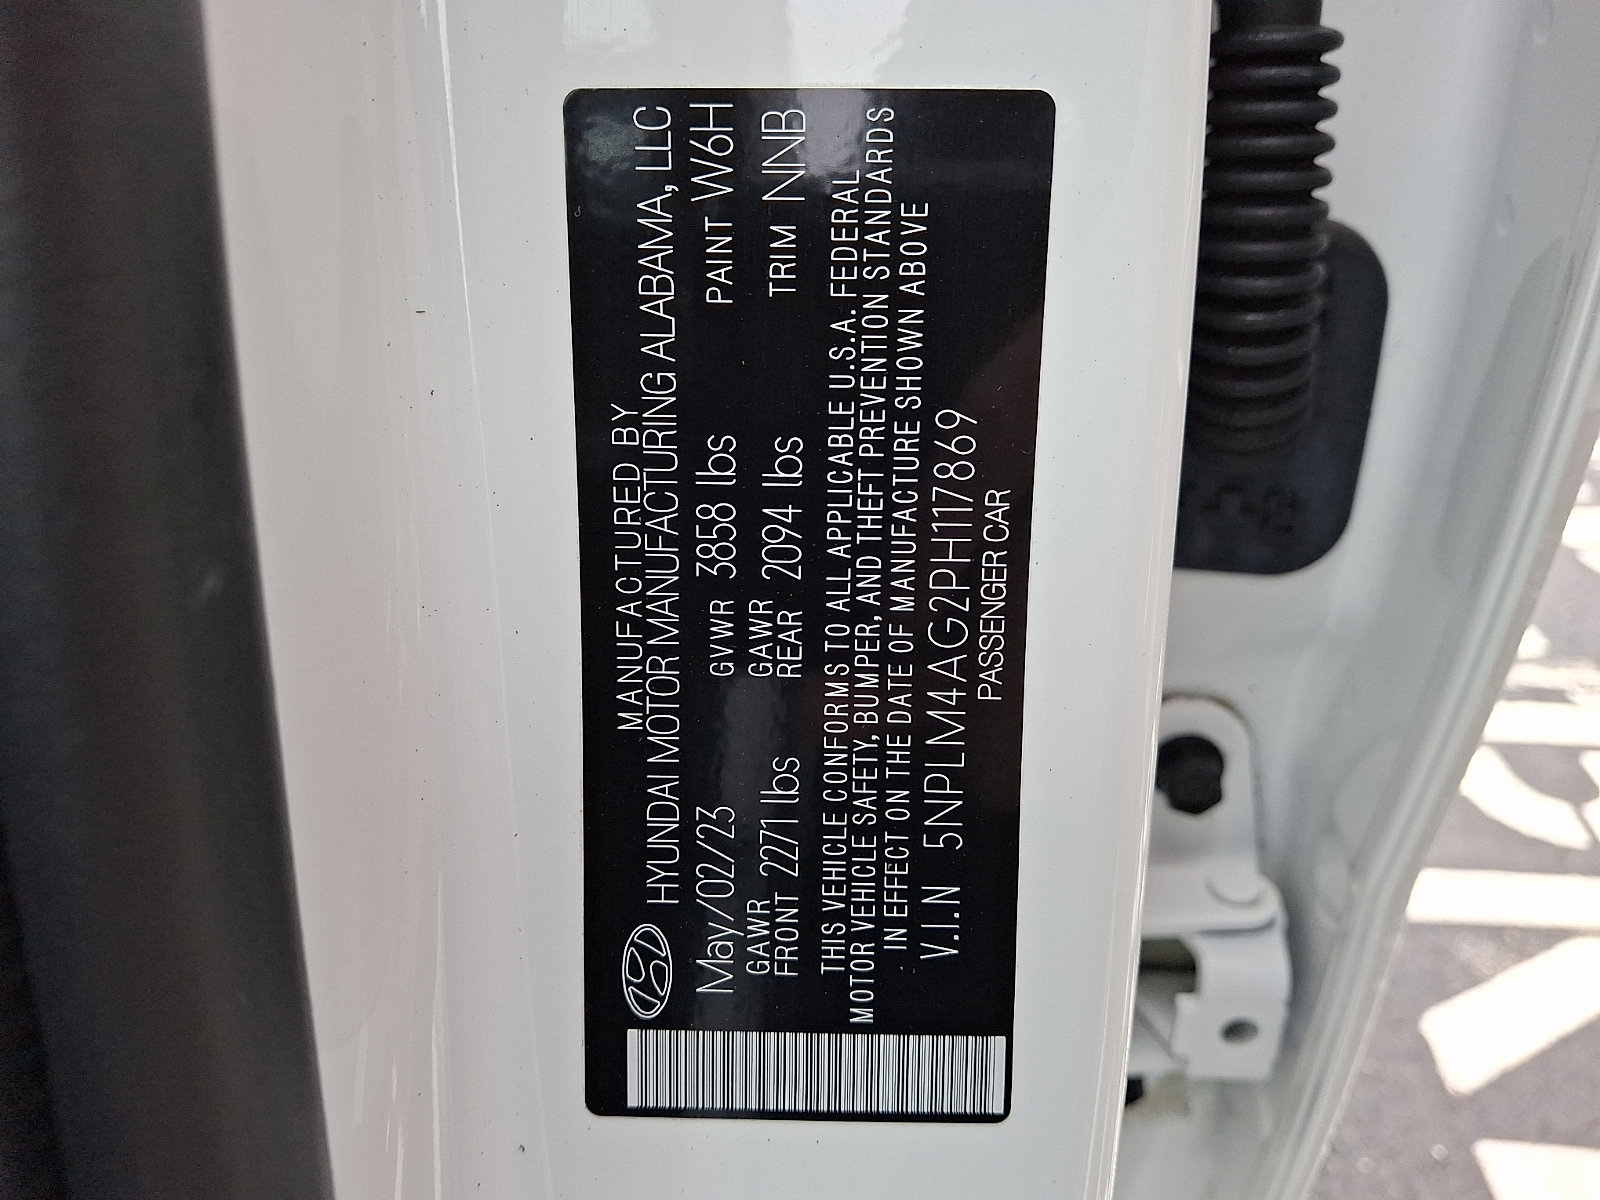 MANUFACTURED BY
HYUNDAI MOTOR MANUFACTURING ALABAMA, LLC
May/02/23 GVWR 3858 lbs PAINT W6H
GAWR FRONT 2271 lbs GAWR REAR 2094 lbs TRIM NNB
THIS VEHICLE CONFORMS TO ALL APPLICABLE U.S.A. FEDERAL
MOTOR VEHICLE SAFETY, BUMPER, AND THEFT PREVENTION STANDARDS
IN EFFECT ON THE DATE OF MANUFACTURE SHOWN ABOVE
V.I.N 5NPLM4AG2PH117869
PASSENGER CAR